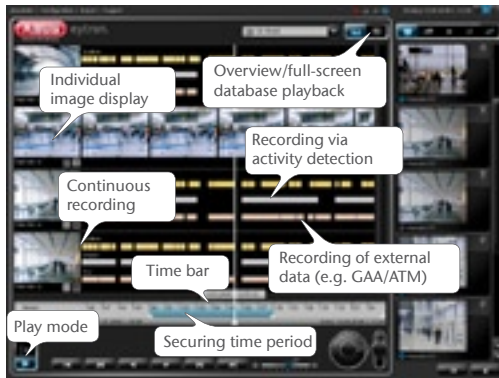 eytron.
Individual
image display
Overview/full-screen
database playback
Recording via
activity detection
Continuous
recording
Recording of external
data (e.g. GAA/ATM)
Time bar
Play mode
Securing time period